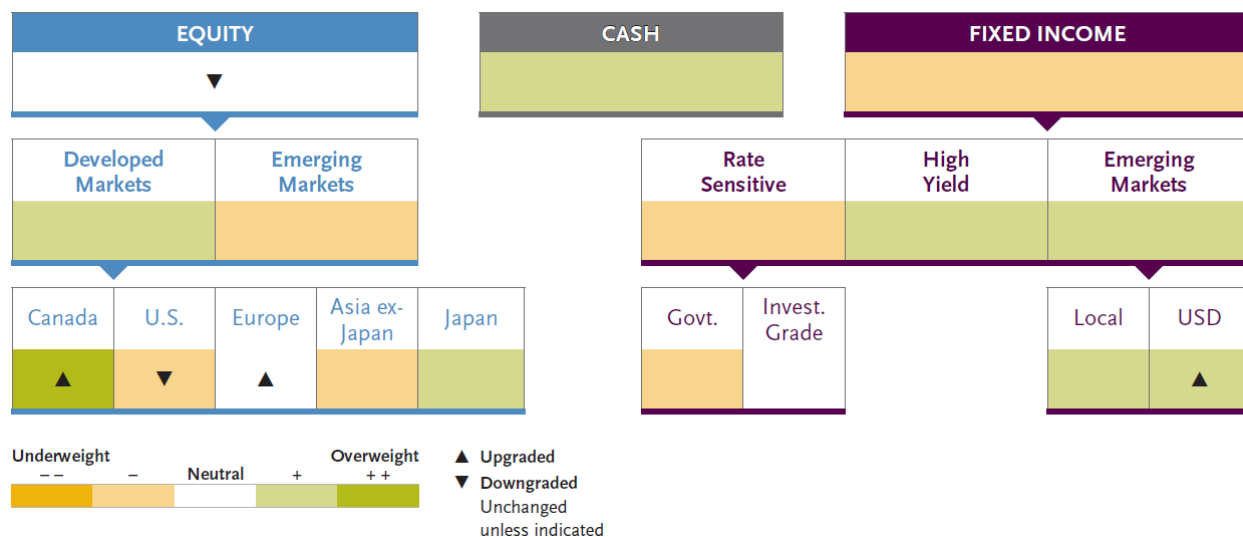 EQUITY
CASH
FIXED INCOME
▼
Developed
Markets
Emerging
Markets
Rate
Sensitive
High
Yield
Emerging
Markets
Canada
U.S.
Europe
Asia ex-
Japan
Japan
Govt.
Invest.
Grade
Local
USD
▲
▼
▲
▲
Underweight
Overweight
– –
–
Neutral
+
+ +
▲ Upgraded
▼ Downgraded
Unchanged
unless indicated